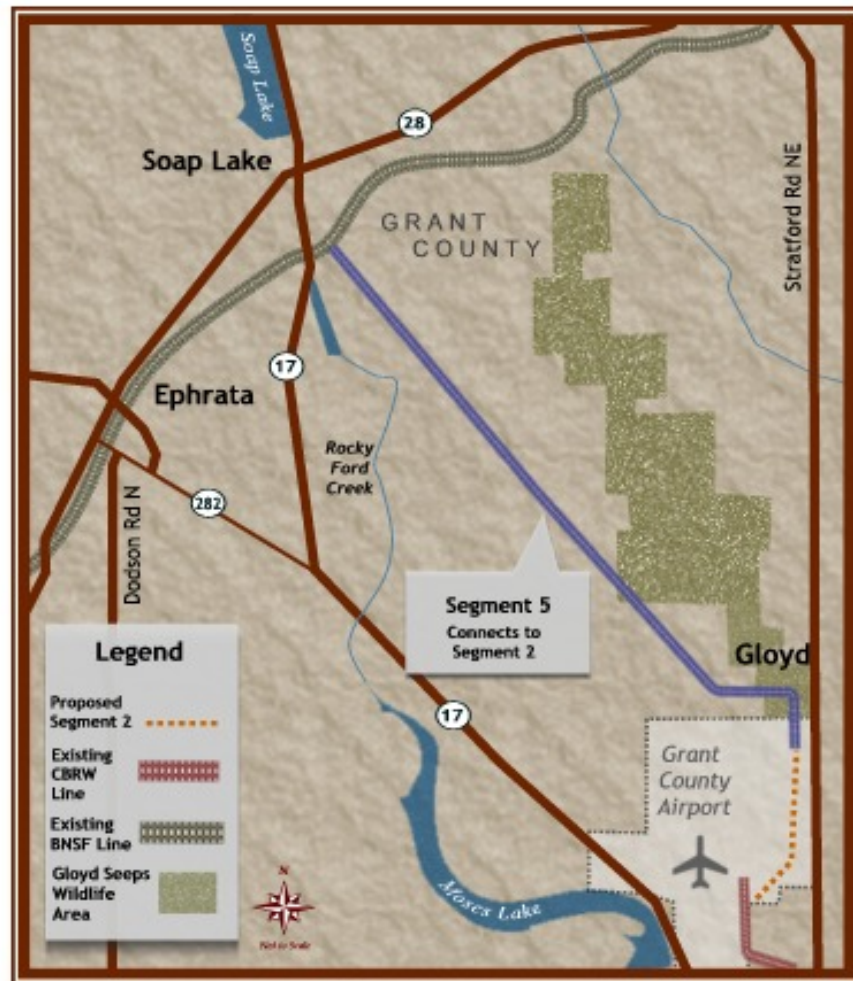 Soap Lake
28
Soap Lake
GRANT
COUNTY
Stratford Rd NE
17
Ephrata
Rocky
Ford
Creek
282
Dodson Rd N
Segment 5
Connects to
Segment 2
Gloyd
17
Grant
County
Airport
Moses Lake
Legend
Proposed
Segment 2
Existing
CBRW
Line
Existing
BNSF Line
Gloyd Seeps
Wildlife
Area
N
Not to Scale